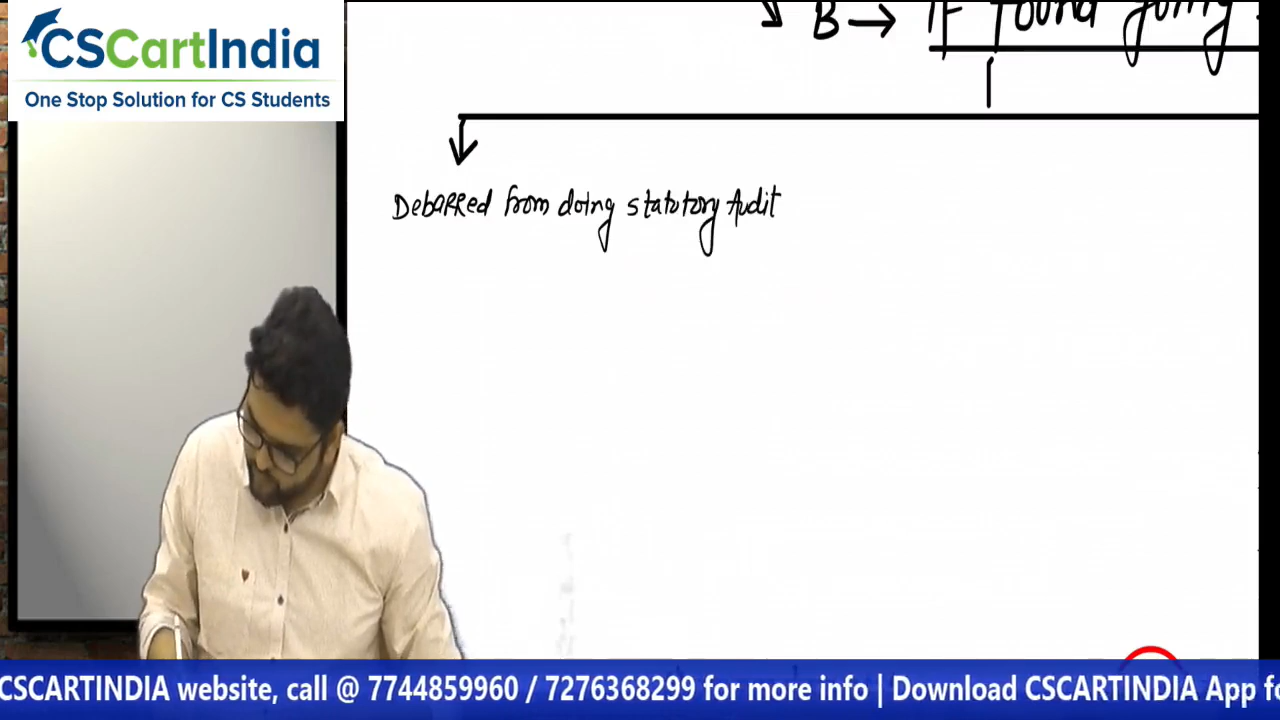 CSCartIndia
One Stop Solution for CS Students
B → If found going
Debarred from doing statutory Audit
CSCARTINDIA website, call @ 7744859960 / 7276368299 for more info | Download CSCARTINDIA App fo